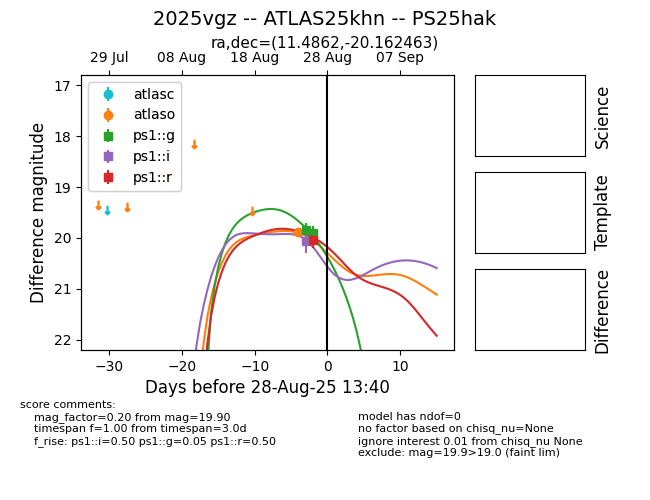 2025vgz -- ATLAS25khn -- PS25hak
ra,dec=(11.4862,-20.162463)
29 Jul 08 Aug 18 Aug 28 Aug 07 Sep
17
18
19
20
21
22
Difference magnitude
atlasc
atlaso
ps1::g
ps1::i
ps1::r
−30 −20 −10 0 10
Days before 28-Aug-25 13:40
Science
Template
Difference
score comments:
mag_factor=0.20 from mag=19.90
timespan f=1.00 from timespan=3.0d
f_rise: ps1::i=0.50 ps1::g=0.05 ps1::r=0.50
model has ndof=0
no factor based on chisq_nu=None
ignore interest 0.01 from chisq_nu None
exclude: mag=19.9>19.0 (faint lim)